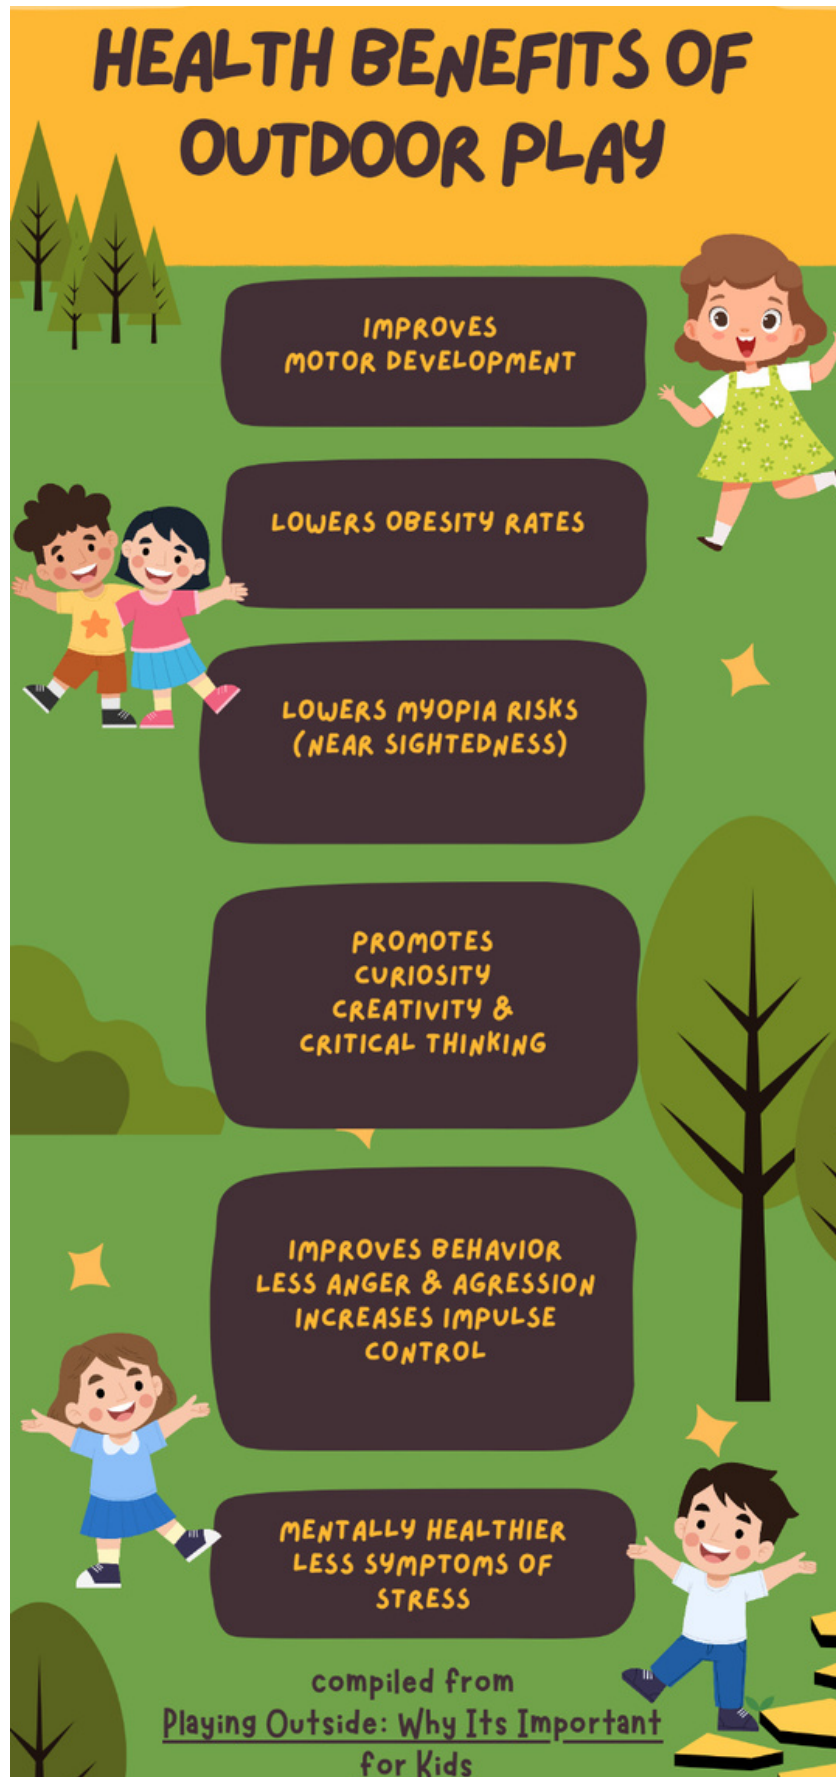 HEALTH BENEFITS OF
OUTDOOR PLAY
IMPROVES
MOTOR DEVELOPMENT
LOWERS OBESITY RATES
LOWERS MYOPIA RISKS
(NEAR SIGHTEDNESS)
PROMOTES
CURIOSITY
CREATIVITY &
CRITICAL THINKING
IMPROVES BEHAVIOR
LESS ANGER & AGRESSION
INCREASES IMPULSE
CONTROL
MENTALLY HEALTHIER
LESS SYMPTOMS OF
STRESS
compiled from
Playing Outside: Why Its Important
for Kids